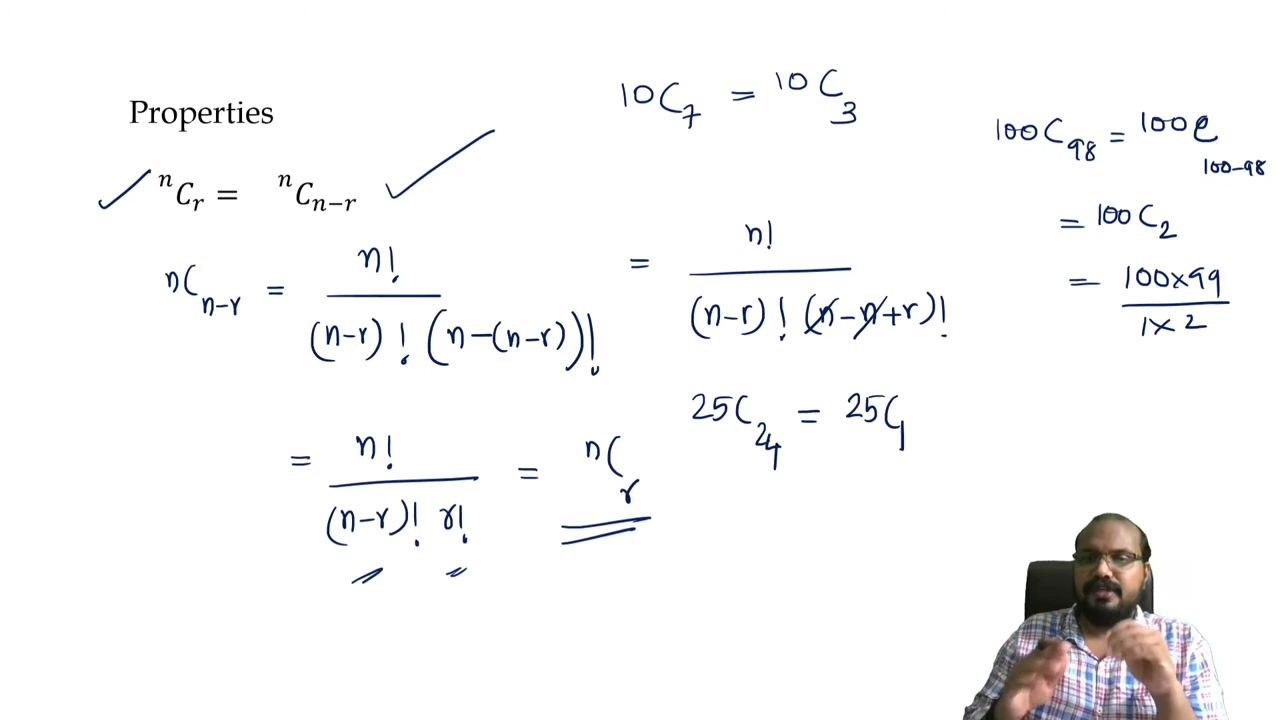 Properties
ⁿCᵣ = ⁿCₙ₋ᵣ
nCₙ₋ᵣ = n! / (n-r)! (n-(n-r))! = n! / (n-r)! (n-n+r)!
= n! / (n-r)! r! = ⁿCᵣ
10C₇ = ¹⁰C₃
25C₂₄ = 25C₁
100C₉₈ = 100C₁₀₀₋₉₈
= 100C₂
= 100×99 / 1×2